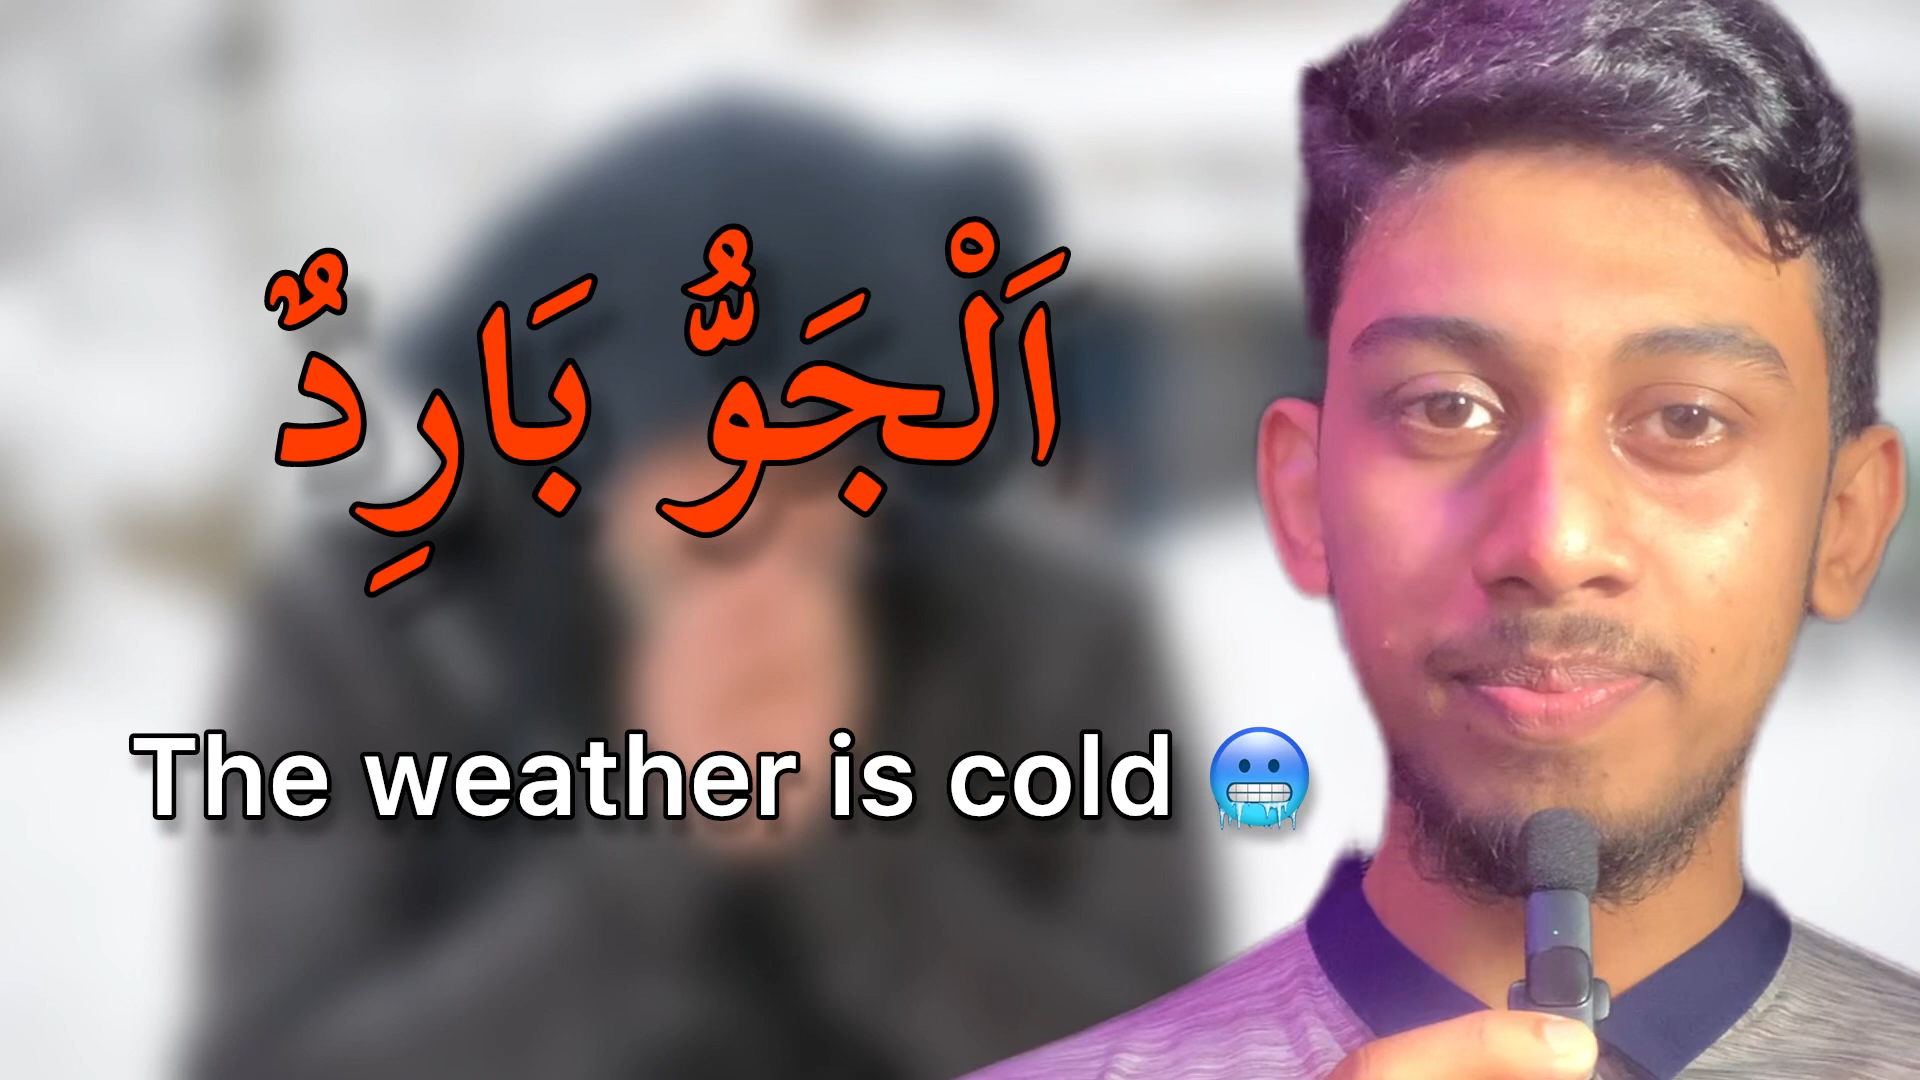 اَلْجَوُّ بَارِدٌ
The weather is cold 🥶